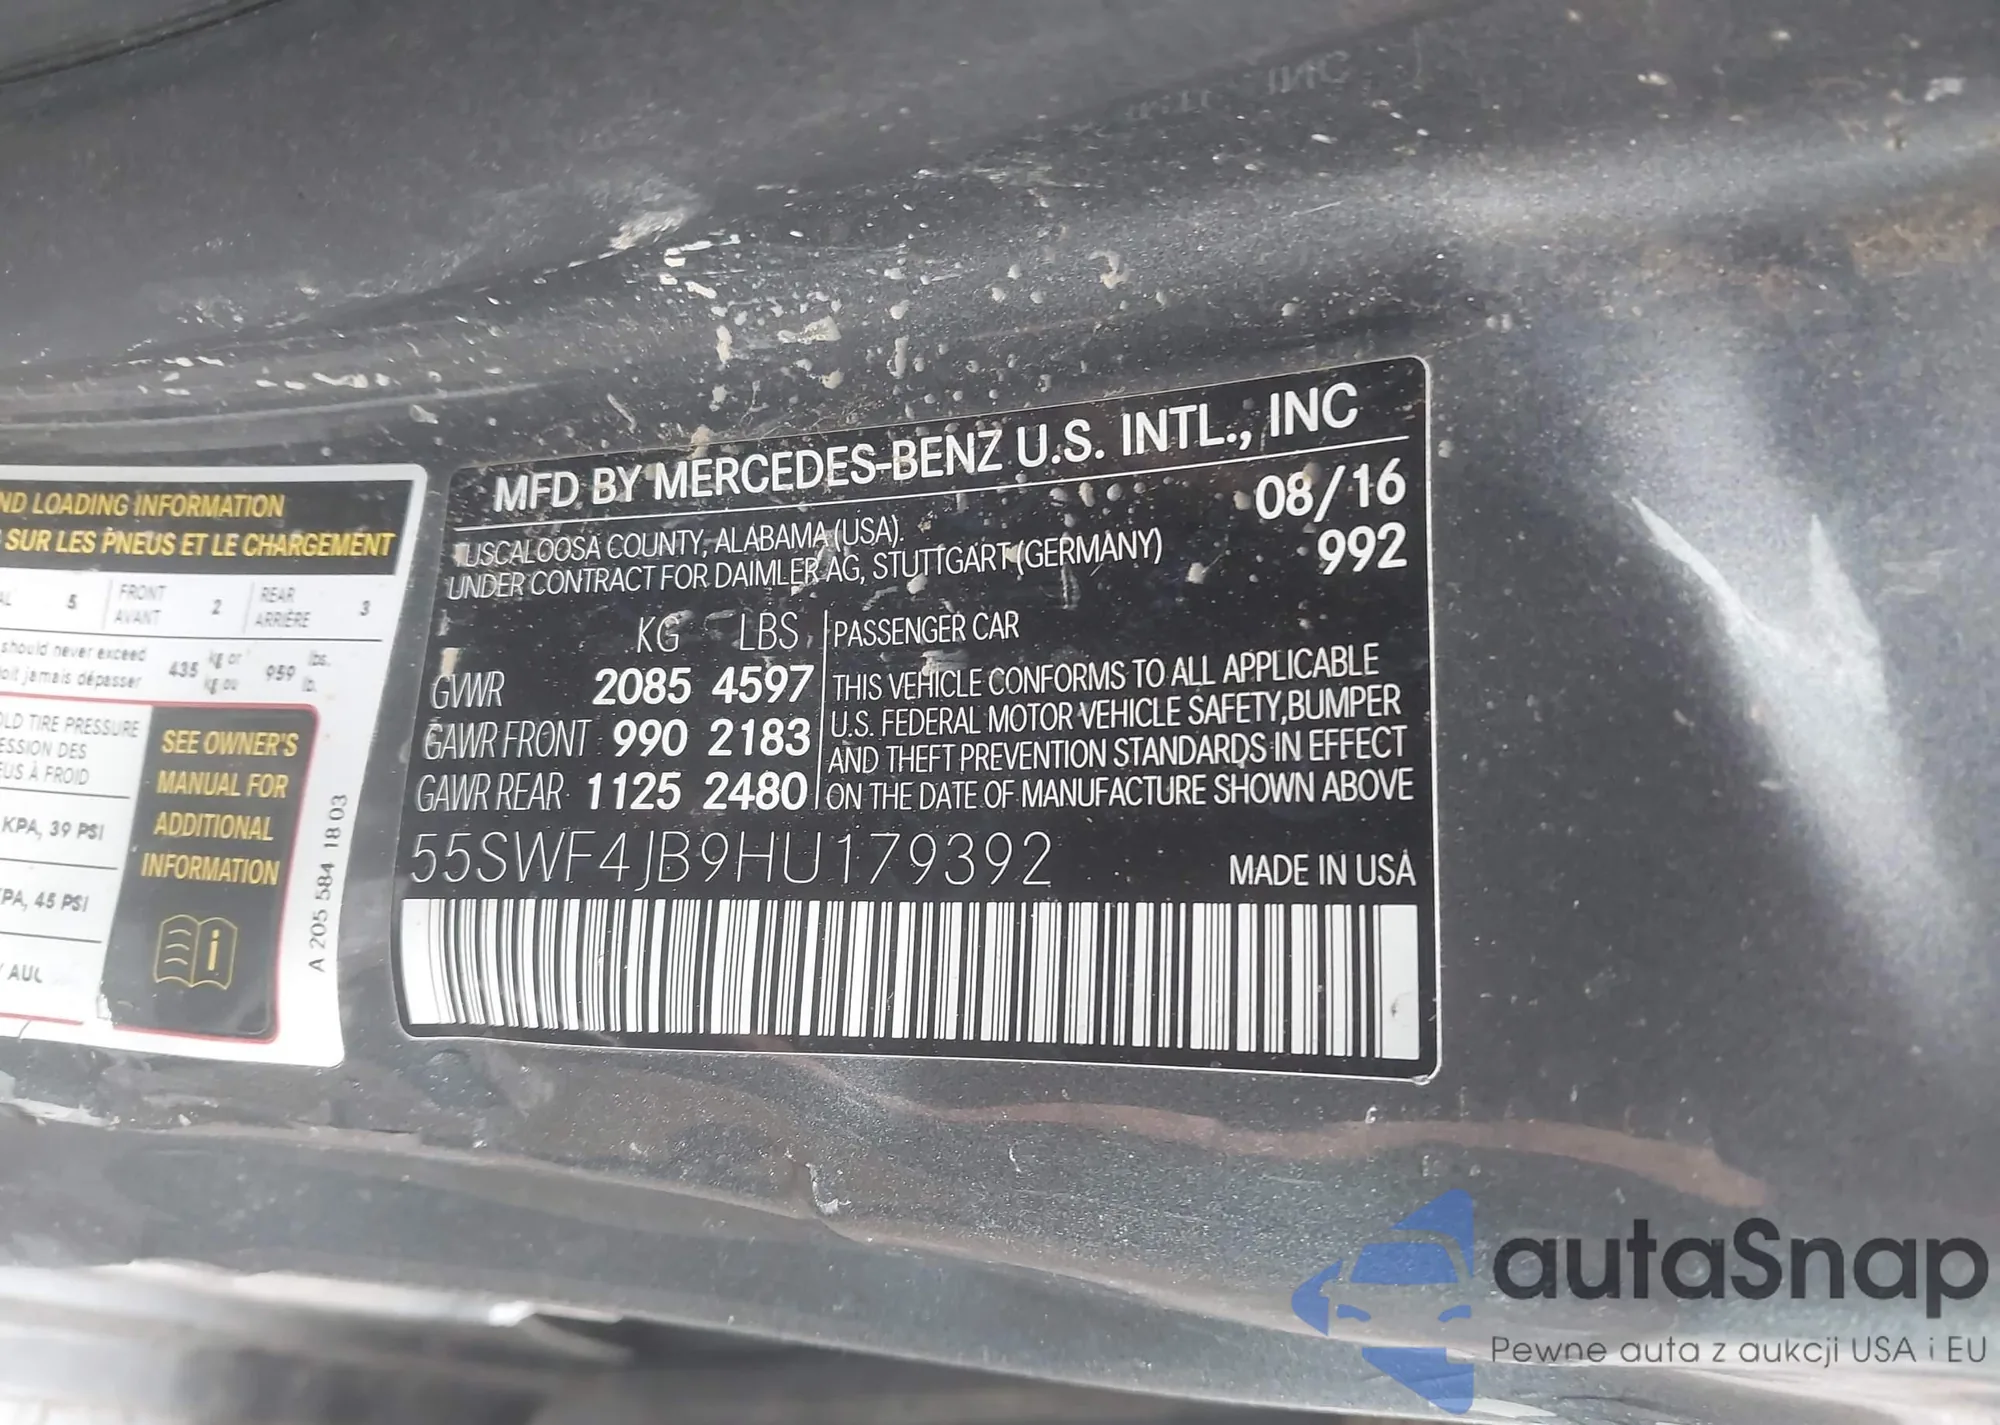 ND LOADING INFORMATION
SUR LES PNEUS ET LE CHARGEMENT
5 FRONT AVANT 2 REAR ARRIÈRE 3
should never exceed 435 kg or 959 lbs.
oit jamais dépasser kg ou lb.
OLD TIRE PRESSURE
ESSION DES
EUS À FROID
KPA, 39 PSI
KPA, 45 PSI
SEE OWNER'S
MANUAL FOR
ADDITIONAL
INFORMATION
i
A 205 584 18 03
MFD BY MERCEDES-BENZ U.S. INTL., INC
TUSCALOOSA COUNTY, ALABAMA (USA). 08/16
UNDER CONTRACT FOR DAIMLER AG, STUTTGART (GERMANY) 992
KG LBS
GVWR 2085 4597
GAWR FRONT 990 2183
GAWR REAR 1125 2480
PASSENGER CAR
THIS VEHICLE CONFORMS TO ALL APPLICABLE
U.S. FEDERAL MOTOR VEHICLE SAFETY, BUMPER
AND THEFT PREVENTION STANDARDS IN EFFECT
ON THE DATE OF MANUFACTURE SHOWN ABOVE
55SWF4JB9HU179392
MADE IN USA
autaSnap
Pewne auta z aukcji USA i EU